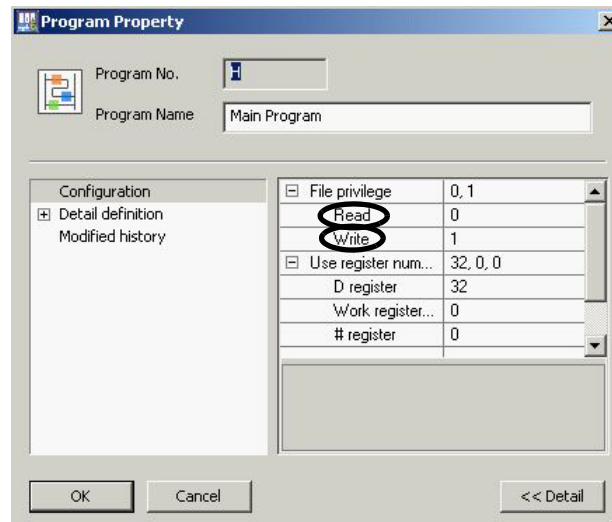 Program Property
Program No. H
Program Name Main Program
Configuration
Detail definition
Modified history
File privilege 0, 1
Read 0
Write 1
Use register num... 32, 0, 0
D register 32
Work register... 0
# register 0
OK Cancel << Detail